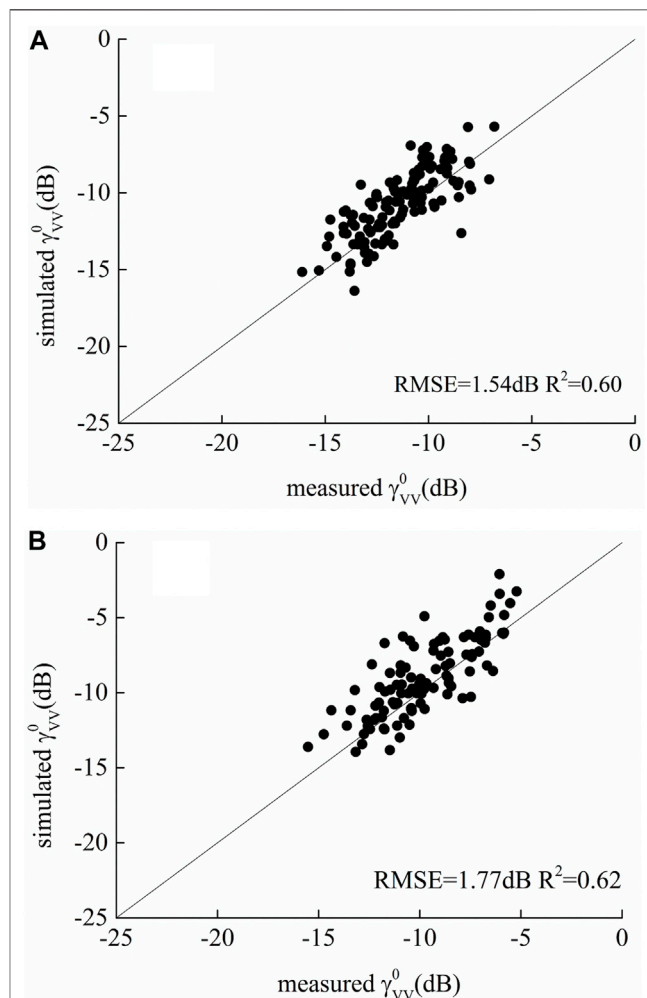 A
0
-5
-10
-15
-20
-25
simulated γ⁰VV(dB)
RMSE=1.54dB R²=0.60
-25 -20 -15 -10 -5 0
measured γ⁰VV(dB)
B
0
-5
-10
-15
-20
-25
simulated γ⁰VV(dB)
RMSE=1.77dB R²=0.62
-25 -20 -15 -10 -5 0
measured γ⁰VV(dB)